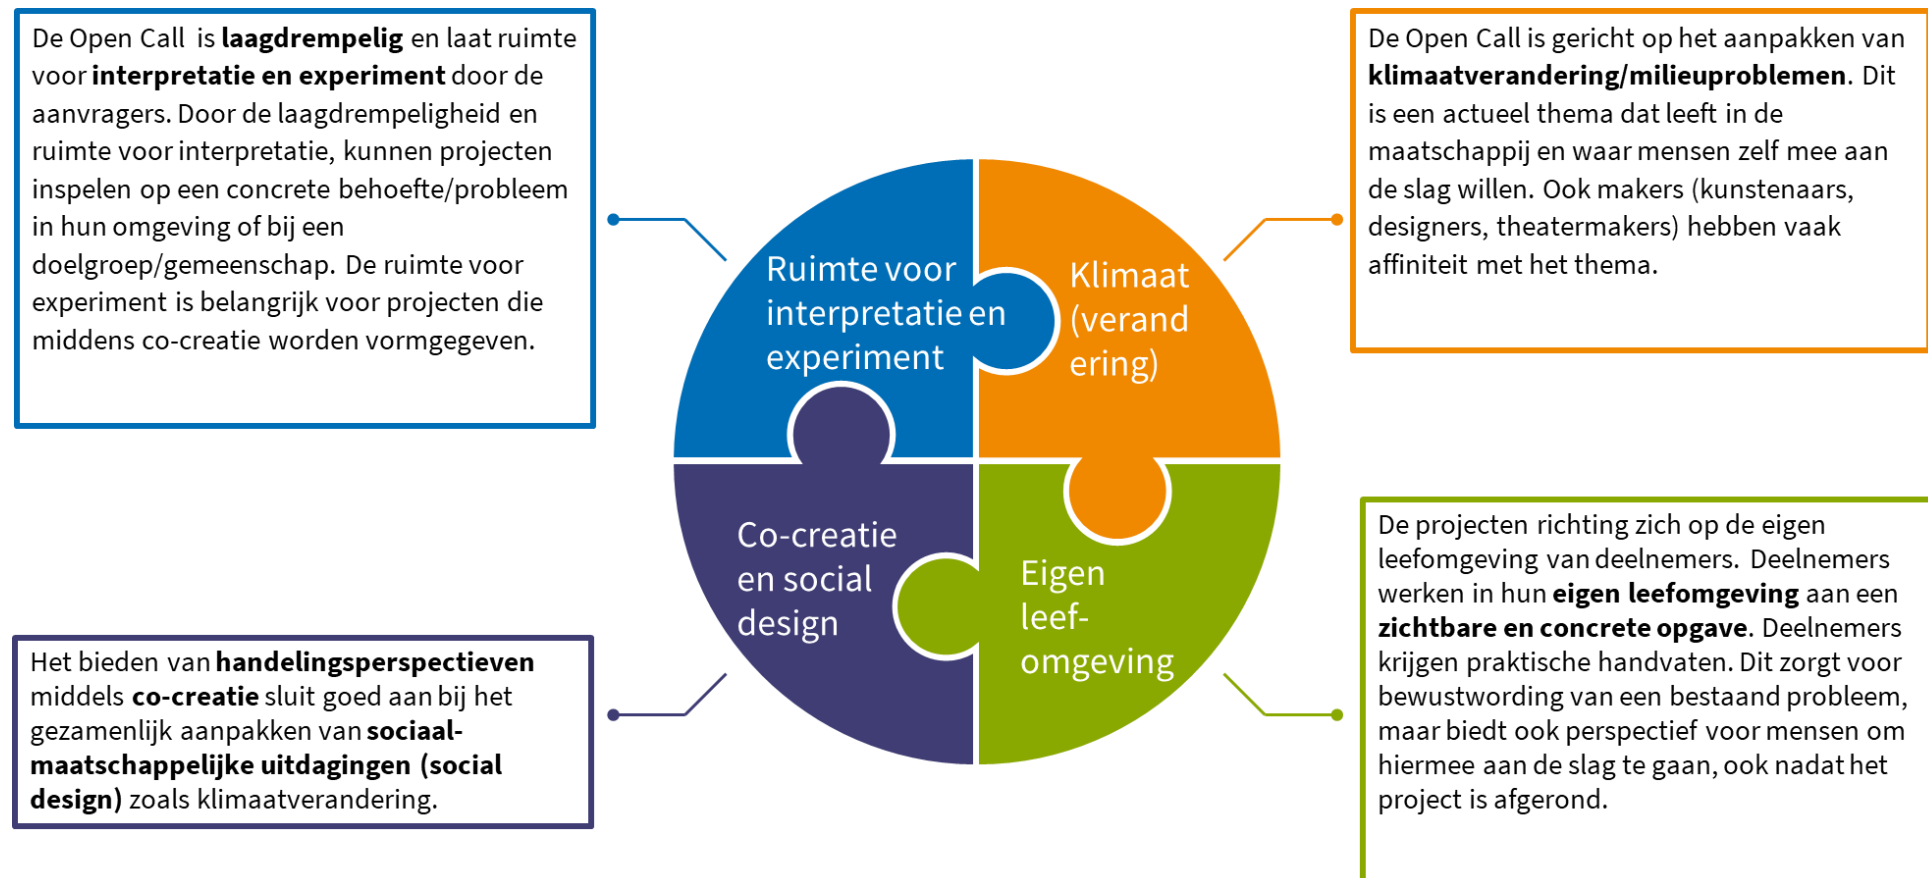 De Open Call is laagdrempelig en laat ruimte
voor interpretatie en experiment door de
aanvragers. Door de laagdrempeligheid en
ruimte voor interpretatie, kunnen projecten
inspelen op een concrete behoefte/probleem
in hun omgeving of bij een
doelgroep/gemeenschap. De ruimte voor
experiment is belangrijk voor projecten die
middens co-creatie worden vormgegeven.
De Open Call is gericht op het aanpakken van
klimaatverandering/milieuproblemen. Dit
is een actueel thema dat leeft in de
maatschappij en waar mensen zelf mee aan
de slag willen. Ook makers (kunstenaars,
designers, theatermakers) hebben vaak
affiniteit met het thema.
Ruimte voor
interpretatie en
experiment
Klimaat
(verand
ering)
Co-creatie
en social
design
Eigen
leef-
omgeving
Het bieden van handelingsperspectieven
middels co-creatie sluit goed aan bij het
gezamenlijk aanpakken van sociaal-
maatschappelijke uitdagingen (social
design) zoals klimaatverandering.
De projecten richting zich op de eigen
leefomgeving van deelnemers. Deelnemers
werken in hun eigen leefomgeving aan een
zichtbare en concrete opgave. Deelnemers
krijgen praktische handvaten. Dit zorgt voor
bewustwording van een bestaand probleem,
maar biedt ook perspectief voor mensen om
hiermee aan de slag te gaan, ook nadat het
project is afgerond.